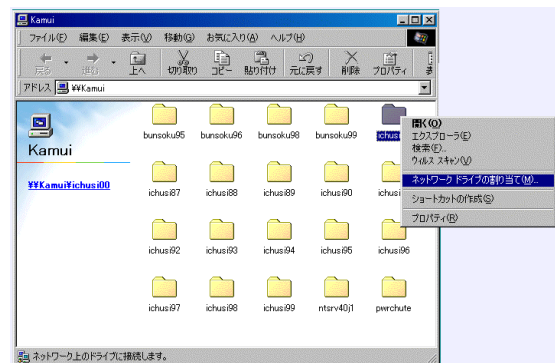 Kamui
ファイル(F) 編集(E) 表示(V) 移動(G) お気に入り(A) ヘルプ(H)
戻る 進む 上へ 切り取り コピー 貼り付け 元に戻す 削除 プロパティ
アドレス ¥¥Kamui
Kamui
¥¥Kamui¥ichusi00
bunsoku95 bunsoku96 bunsoku98 bunsoku99
ichusi87 ichusi88 ichusi89 ichusi90
ichusi92 ichusi93 ichusi94 ichusi95 ichusi96
ichusi97 ichusi98 ichusi99 ntsrv40j1 pwrchute
開く(O)
エクスプローラ(E)
検索(F)...
ウィルス スキャン(V)
ネットワーク ドライブの割り当て(M)...
ショートカットの作成(S)
プロパティ(R)
ネットワーク上のドライブに接続します。